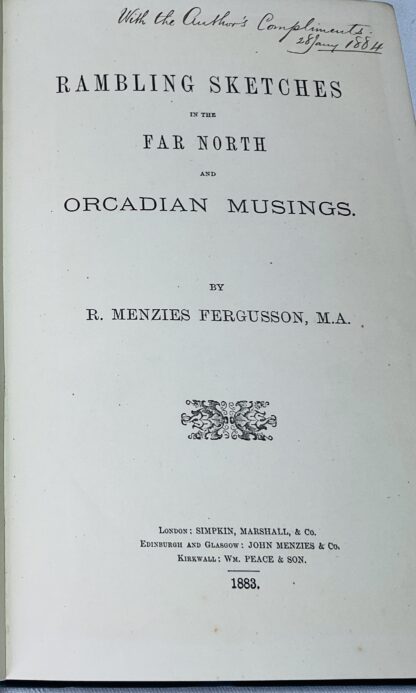 With the Author's Compliments.
28 Jany 1884
RAMBLING SKETCHES
IN THE
FAR NORTH
AND
ORCADIAN MUSINGS.
BY
R. MENZIES FERGUSSON, M.A.
London: SIMPKIN, MARSHALL, & Co.
Edinburgh and Glasgow: JOHN MENZIES & Co.
Kirkwall: Wm. PEACE & SON.
1883.